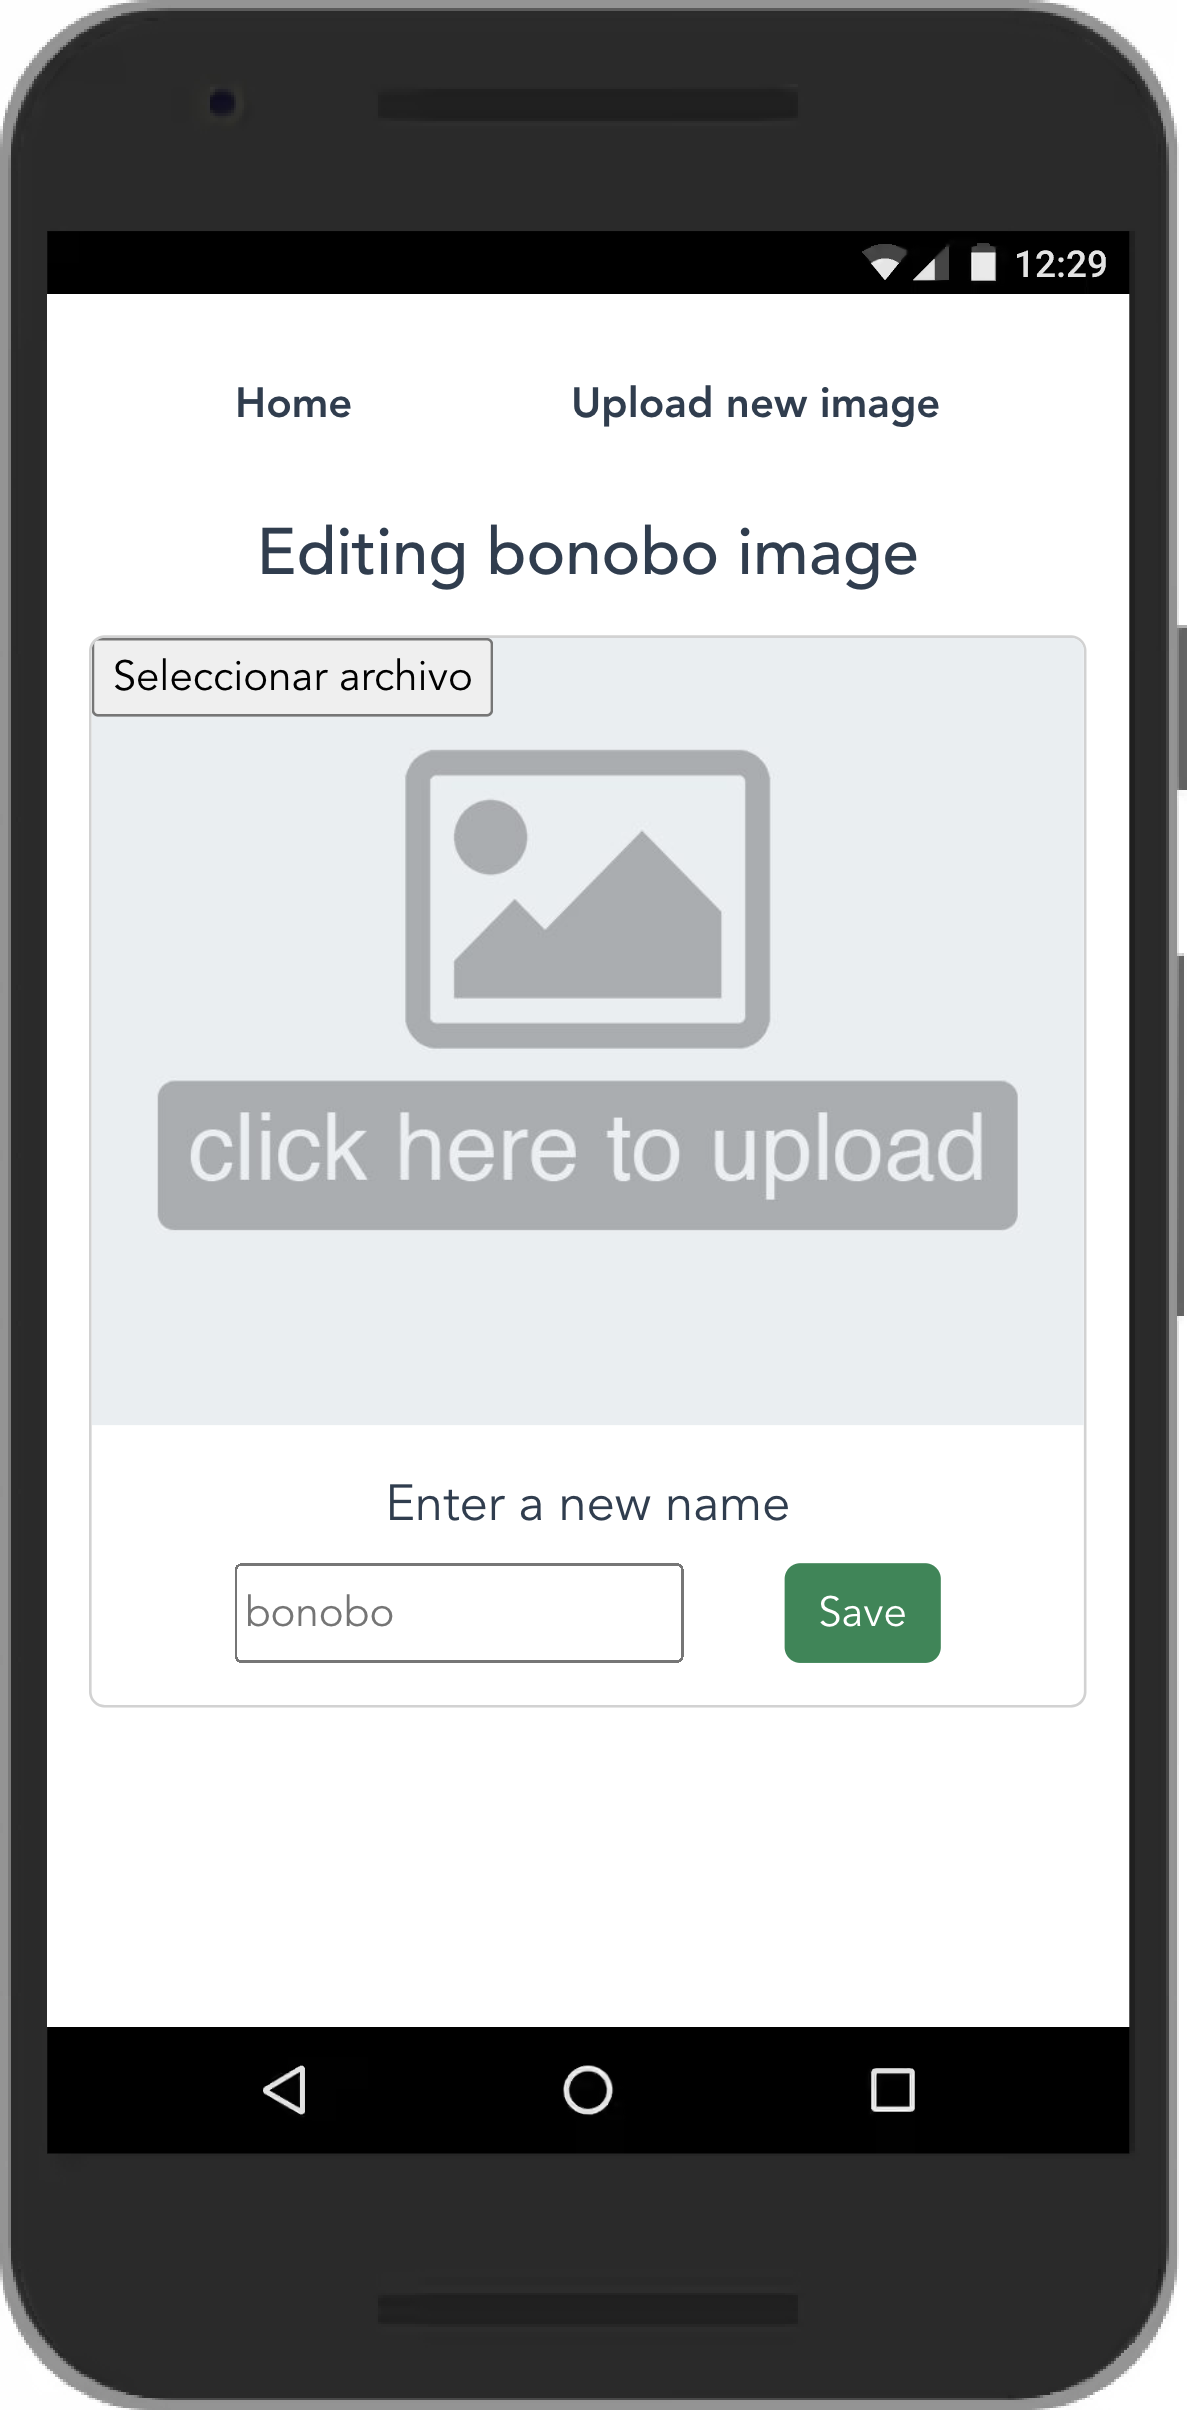 12:29
Home Upload new image
Editing bonobo image
Seleccionar archivo
click here to upload
Enter a new name
bonobo Save